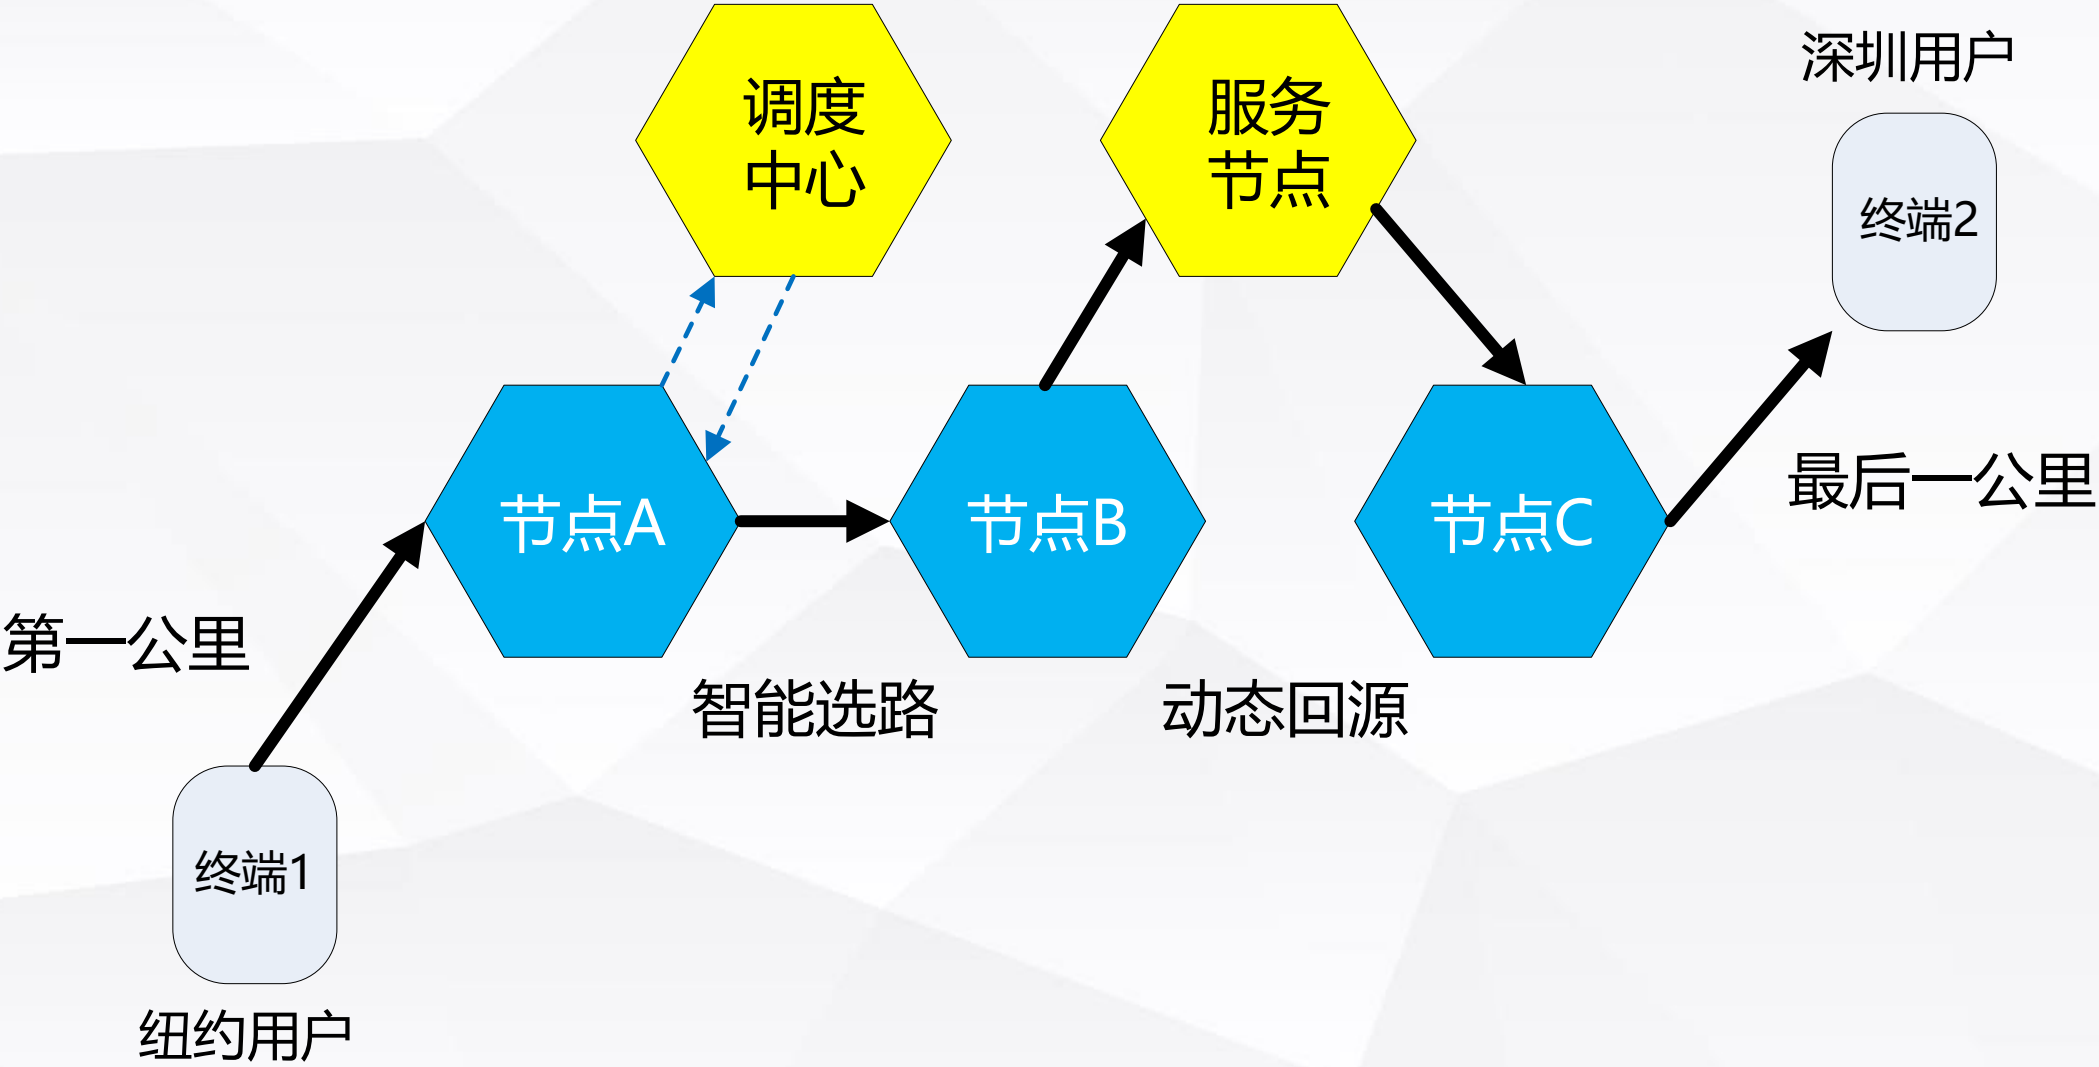 调度
中心
服务
节点
深圳用户
终端2
节点A
节点B
节点C
最后一公里
第一公里
智能选路
动态回源
终端1
纽约用户